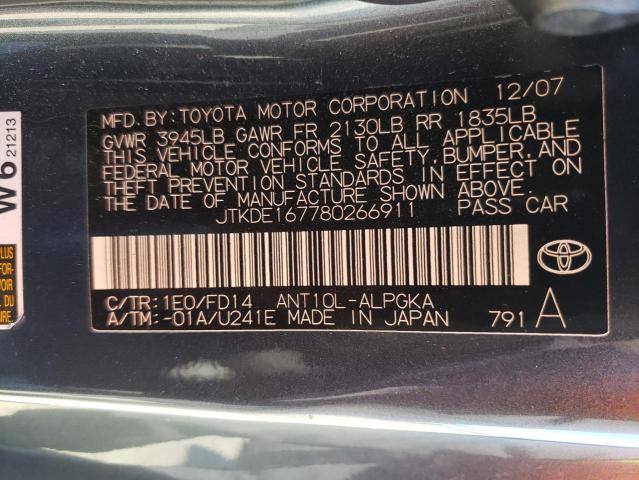 MFD.BY:TOYOTA MOTOR CORPORATION 12/07
GVWR 3945LB GAWR FR 2130LB RR 1835LB
THIS VEHICLE CONFORMS TO ALL APPLICABLE
FEDERAL MOTOR VEHICLE SAFETY,BUMPER,AND
THEFT PREVENTION STANDARDS IN EFFECT ON
THE DATE OF MANUFACTURE SHOWN ABOVE.
JTKDE167780266911 PASS CAR
C/TR:1E0/FD14 ANT10L-ALPGKA
A/TM:-01A/U241E MADE IN JAPAN 791 A
W6
21213
PLUS